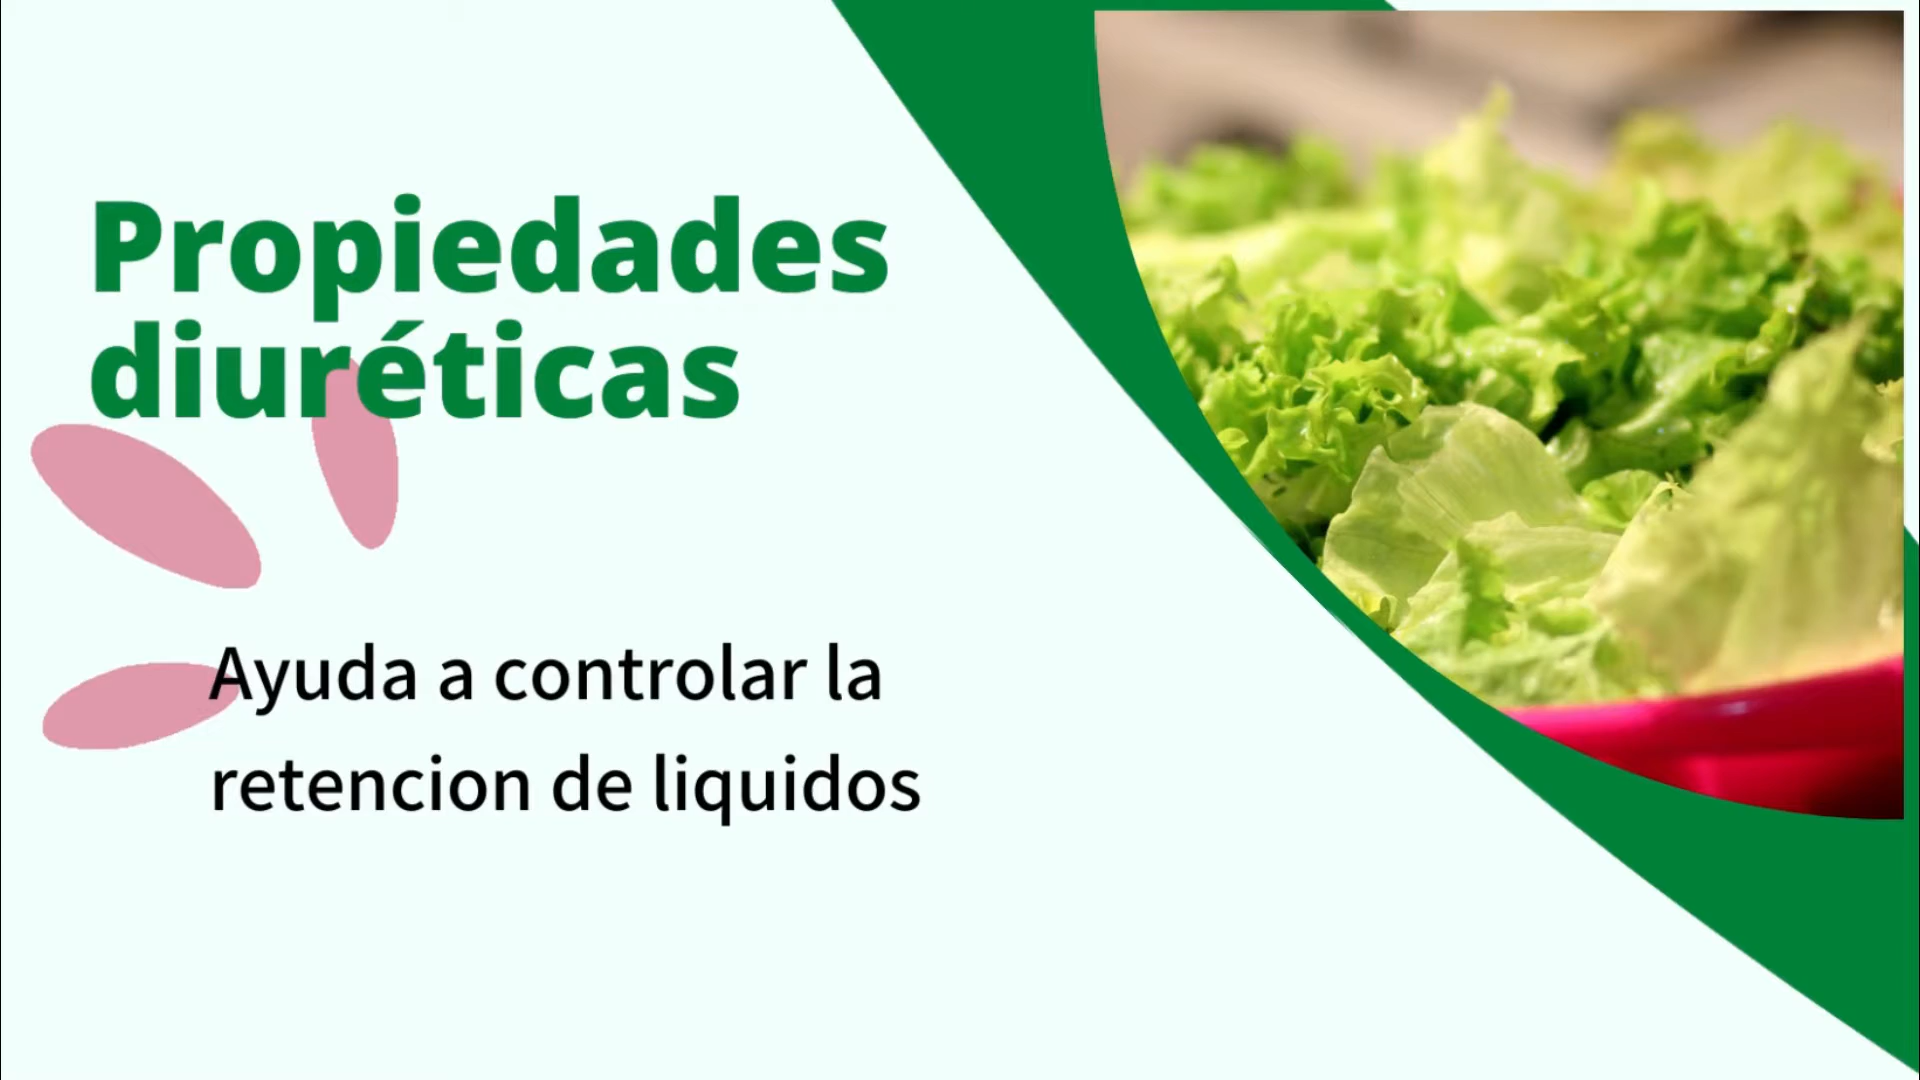 Propiedades
diuréticas
Ayuda a controlar la
retencion de liquidos